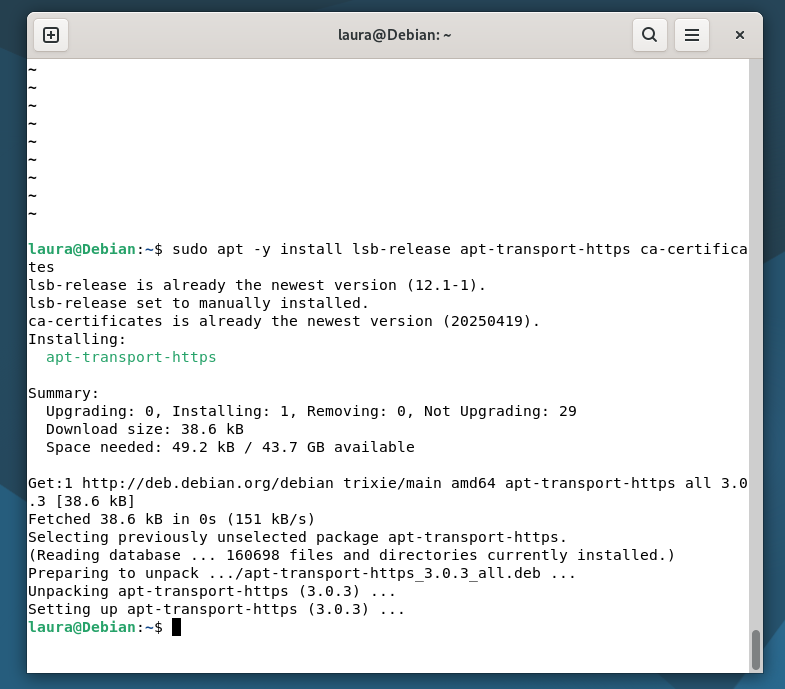 laura@Debian: ~
~
~
~
~
~
~
~
~
~
laura@Debian:~$ sudo apt -y install lsb-release apt-transport-https ca-certifica
tes
lsb-release is already the newest version (12.1-1).
lsb-release set to manually installed.
ca-certificates is already the newest version (20250419).
Installing:
  apt-transport-https

Summary:
  Upgrading: 0, Installing: 1, Removing: 0, Not Upgrading: 29
  Download size: 38.6 kB
  Space needed: 49.2 kB / 43.7 GB available

Get:1 http://deb.debian.org/debian trixie/main amd64 apt-transport-https all 3.0
.3 [38.6 kB]
Fetched 38.6 kB in 0s (151 kB/s)
Selecting previously unselected package apt-transport-https.
(Reading database ... 160698 files and directories currently installed.)
Preparing to unpack .../apt-transport-https_3.0.3_all.deb ...
Unpacking apt-transport-https (3.0.3) ...
Setting up apt-transport-https (3.0.3) ...
laura@Debian:~$